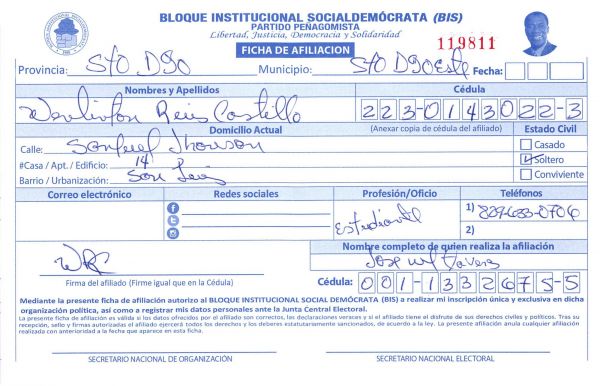 BLOQUE INSTITUCIONAL SOCIALDEMÓCRATA (BIS)
PARTIDO PEÑAGOMISTA
Libertad, Justicia, Democracia y Solidaridad
FICHA DE AFILIACION
119811
Provincia: Sto Dgo Municipio: Sto Dgo Este Fecha:
Nombres y Apellidos Cédula
Reis Castillo 223-0143022-3
Domicilio Actual (Anexar copia de cédula del afiliado) Estado Civil
Calle: Casado
#Casa / Apt. / Edificio: 14 Soltero
Barrio / Urbanización: San Luis Conviviente
Correo electrónico Redes sociales Profesión/Oficio Teléfonos
Estudiante 1) 829-633-0706
2)
Nombre completo de quien realiza la afiliación
Firma del afiliado (Firme igual que en la Cédula) Cédula: 001-1332675-5
Mediante la presente ficha de afiliación autorizo al BLOQUE INSTITUCIONAL SOCIAL DEMÓCRATA (BIS) a realizar mi inscripción única y exclusiva en dicha
organización política, así como a registrar mis datos personales ante la Junta Central Electoral.
La presente ficha de afiliación es válida si los datos ofrecidos por el afiliado son correctos, las declaraciones veraces y el afiliado tiene el disfrute de sus derechos civiles y políticos. Tras su
recepción, sello y firmas autorizadas el afiliado ejercerá todos los derechos y deberes estatutariamente sancionados, de acuerdo a la ley. La presente afiliación anula cualquier afiliación
realizada con anterioridad a la fecha que aparece en esta ficha.
SECRETARIO NACIONAL DE ORGANIZACIÓN SECRETARIO NACIONAL ELECTORAL